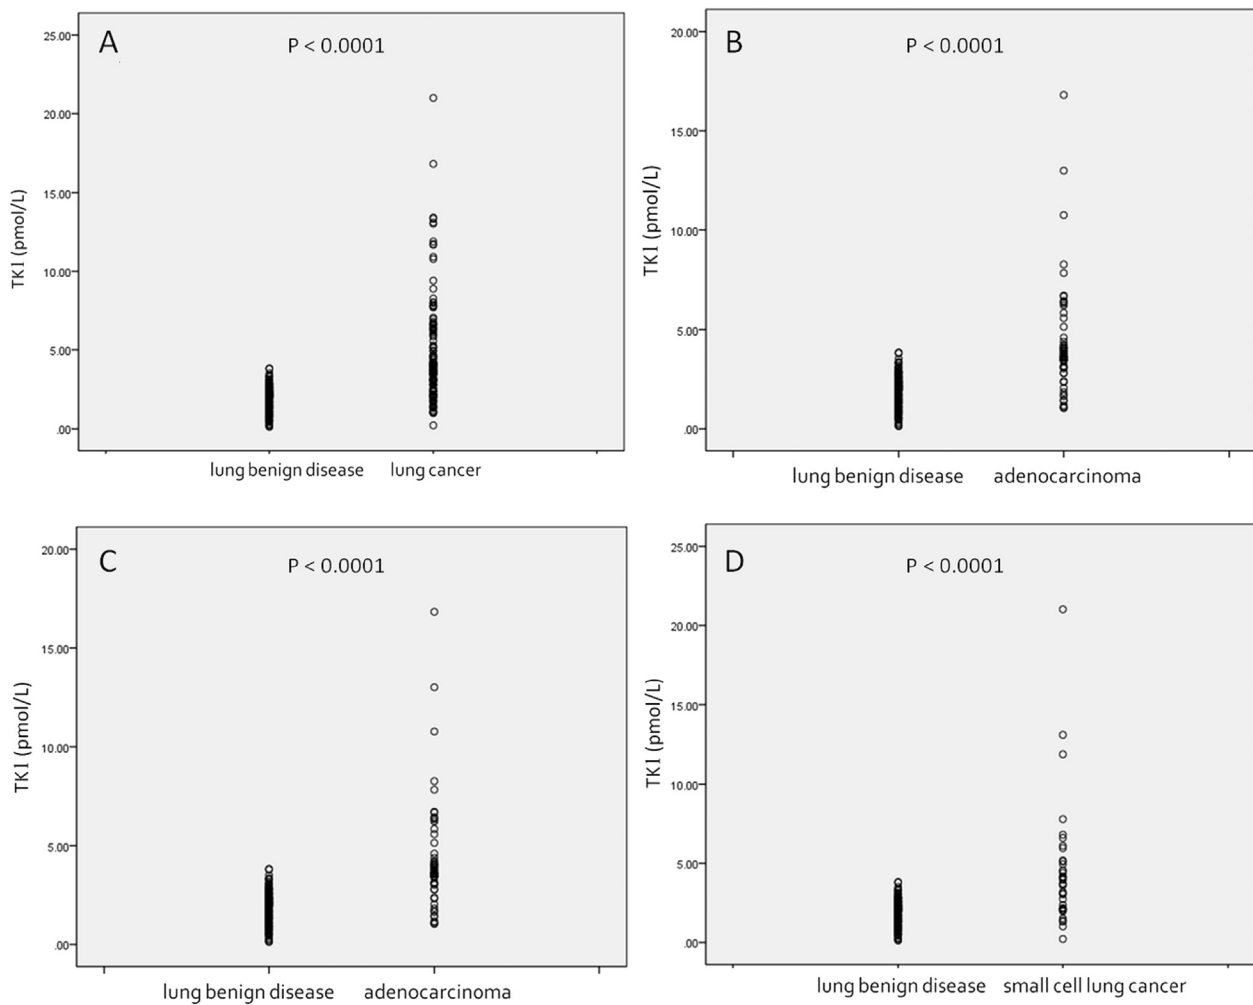 A
P < 0.0001
25.00
20.00
15.00
10.00
5.00
.00
TK1 (pmol/L)
lung benign disease lung cancer
B
P < 0.0001
20.00
15.00
10.00
5.00
.00
TK1 (pmol/L)
lung benign disease adenocarcinoma
C
P < 0.0001
20.00
15.00
10.00
5.00
.00
TK1 (pmol/L)
lung benign disease adenocarcinoma
D
P < 0.0001
25.00
20.00
15.00
10.00
5.00
.00
TK1 (pmol/L)
lung benign disease small cell lung cancer